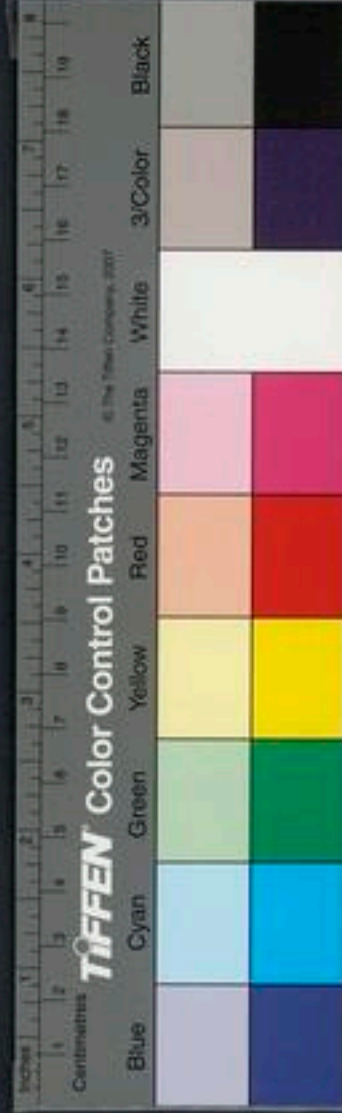 Inches 1 2 3 4 5 6 7 8
Centimetres 1 2 3 4 5 6 7 8 9 10 11 12 13 14 15 16 17 18 19
TIFFEN Color Control Patches © The Tiffen Company, 2007
Blue Cyan Green Yellow Red Magenta White 3/Color Black